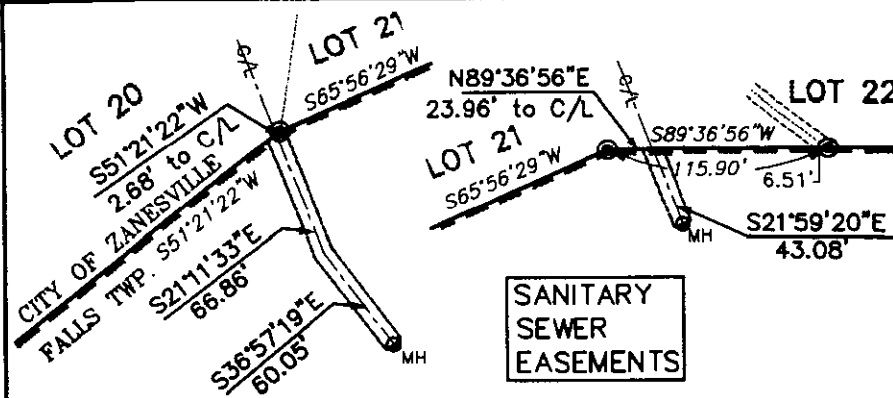 LOT 20
C/L
LOT 21
S65°56'29"W
S51°21'22"W
2.68' to C/L
CITY OF ZANESVILLE
FALLS TWP. S51°21'22"W
S21°11'33"E
66.86'
S36°57'19"E
60.05'
MH
N89°36'56"E
23.96' to C/L
C/L
LOT 22
S89°36'56"W
LOT 21
S65°56'29"W
115.90'
6.51'
S21°59'20"E
43.08'
MH
SANITARY
SEWER
EASEMENTS